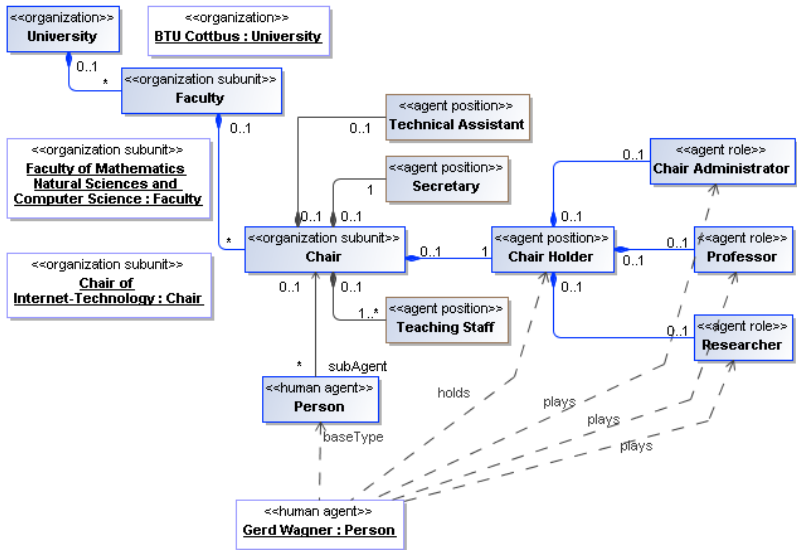 <<organization>>
University
<<organization>>
BTU Cottbus : University
0..1
*
<<organization subunit>>
Faculty
0..1
<<organization subunit>>
Faculty of Mathematics
Natural Sciences and
Computer Science : Faculty
<<agent position>>
Technical Assistant
0..1
<<agent position>>
Secretary
1
0..1
0..1
<<agent role>>
Chair Administrator
0..1
0..1
*
<<organization subunit>>
Chair
0..1
1
<<agent position>>
Chair Holder
0..1
0..1
<<agent role>>
Professor
<<organization subunit>>
Chair of
Internet-Technology : Chair
0..1
0..1
1..*
<<agent position>>
Teaching Staff
0..1
0..1
<<agent role>>
Researcher
*
subAgent
<<human agent>>
Person
baseType
holds
plays
plays
plays
<<human agent>>
Gerd Wagner : Person